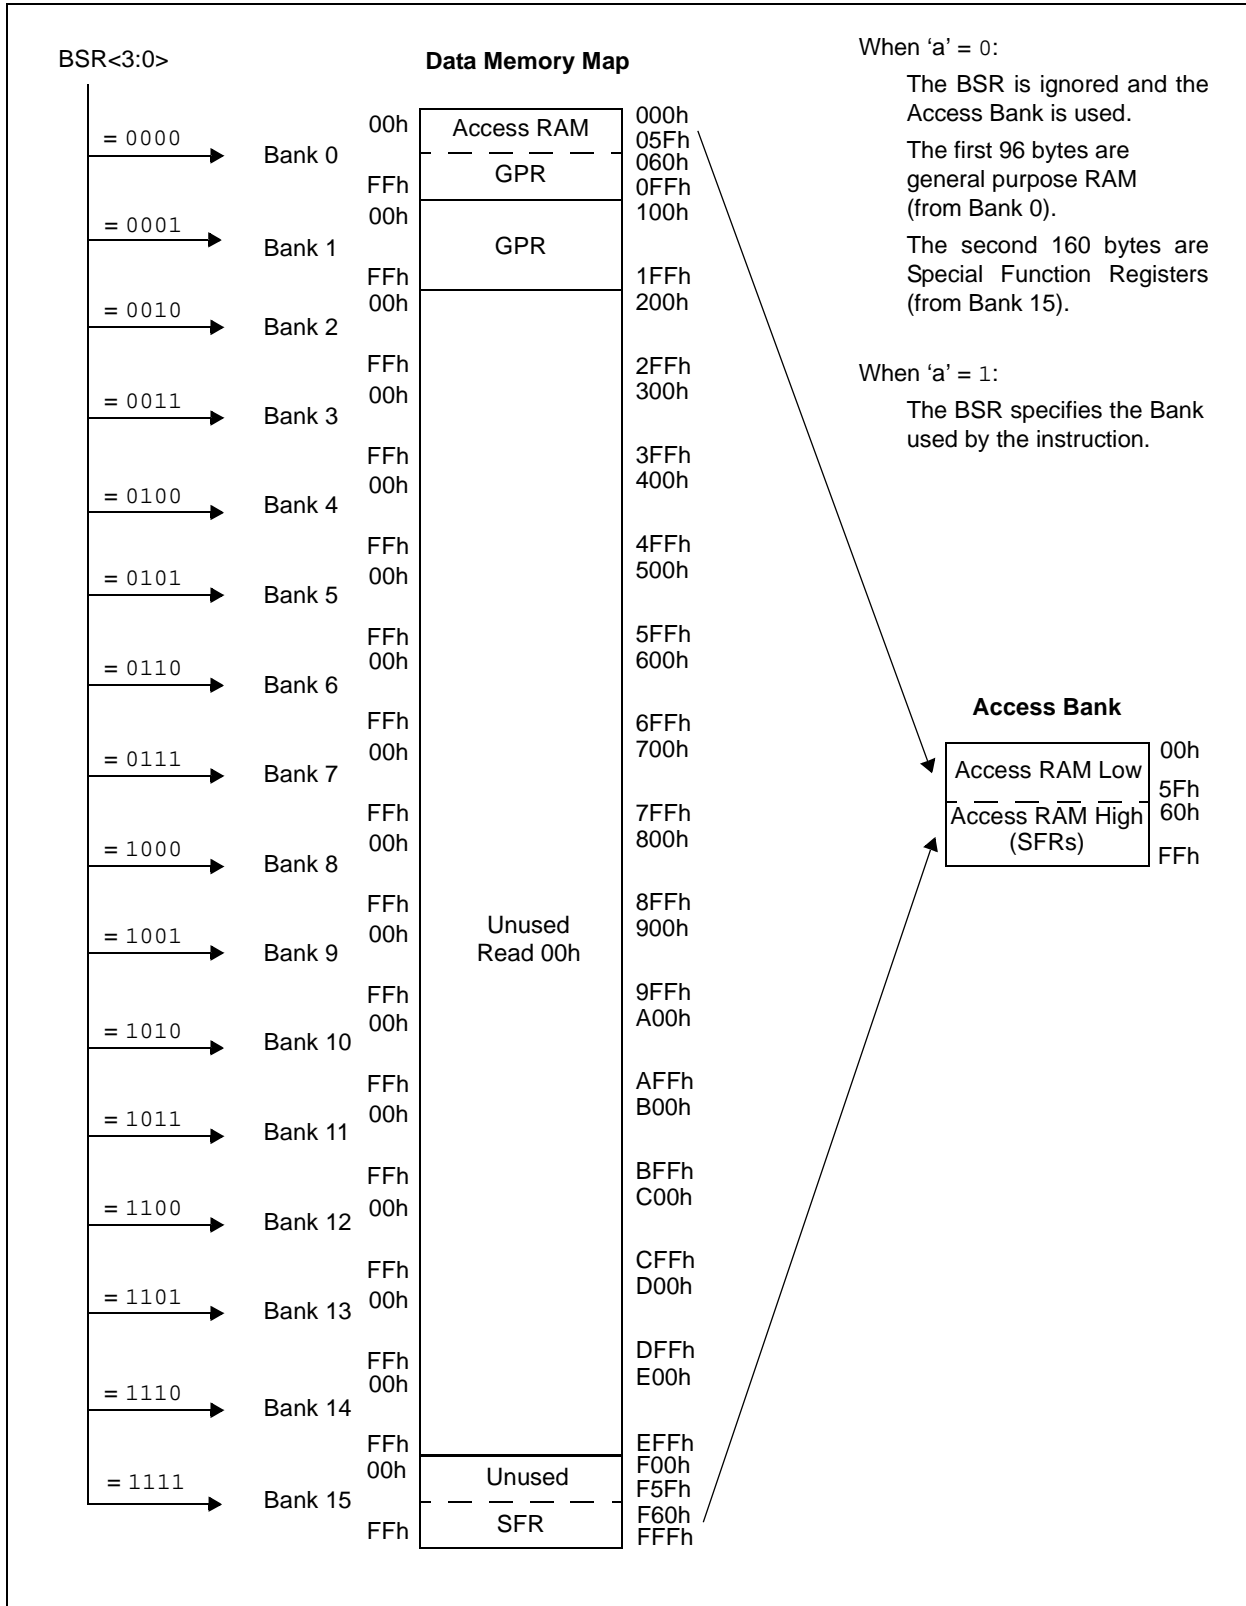 BSR<3:0>
Data Memory Map
= 0000
Bank 0
00h
Access RAM
000h
05Fh
GPR
060h
FFh
0FFh
= 0001
Bank 1
00h
GPR
100h
FFh
1FFh
= 0010
Bank 2
00h
200h
FFh
2FFh
= 0011
Bank 3
00h
300h
FFh
3FFh
= 0100
Bank 4
00h
400h
FFh
4FFh
= 0101
Bank 5
00h
500h
FFh
5FFh
= 0110
Bank 6
00h
600h
FFh
6FFh
= 0111
Bank 7
00h
700h
FFh
7FFh
= 1000
Bank 8
00h
800h
FFh
8FFh
= 1001
Bank 9
00h
900h
Unused
Read 00h
FFh
9FFh
= 1010
Bank 10
00h
A00h
FFh
AFFh
= 1011
Bank 11
00h
B00h
FFh
BFFh
= 1100
Bank 12
00h
C00h
FFh
CFFh
= 1101
Bank 13
00h
D00h
FFh
DFFh
= 1110
Bank 14
00h
E00h
FFh
EFFh
= 1111
Bank 15
00h
Unused
F00h
F5Fh
SFR
F60h
FFh
FFFh
When ‘a’ = 0:
The BSR is ignored and the
Access Bank is used.
The first 96 bytes are
general purpose RAM
(from Bank 0).
The second 160 bytes are
Special Function Registers
(from Bank 15).
When ‘a’ = 1:
The BSR specifies the Bank
used by the instruction.
Access Bank
Access RAM Low
00h
5Fh
Access RAM High
(SFRs)
60h
FFh